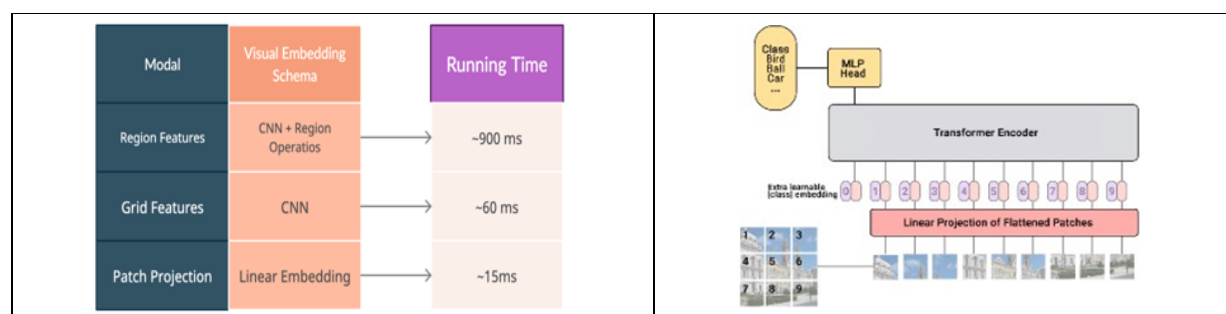 Modal
Visual Embedding
Schema
Running Time
Region Features
CNN + Region
Operatios
~900 ms
Grid Features
CNN
~60 ms
Patch Projection
Linear Embedding
~15ms
Class
Bird
Ball
Car
...
MLP
Head
Transformer Encoder
Extra learnable
[class] embedding
0 1 2 3 4 5 6 7 8 9
Linear Projection of Flattened Patches
1 2 3
4 5 6
7 8 9